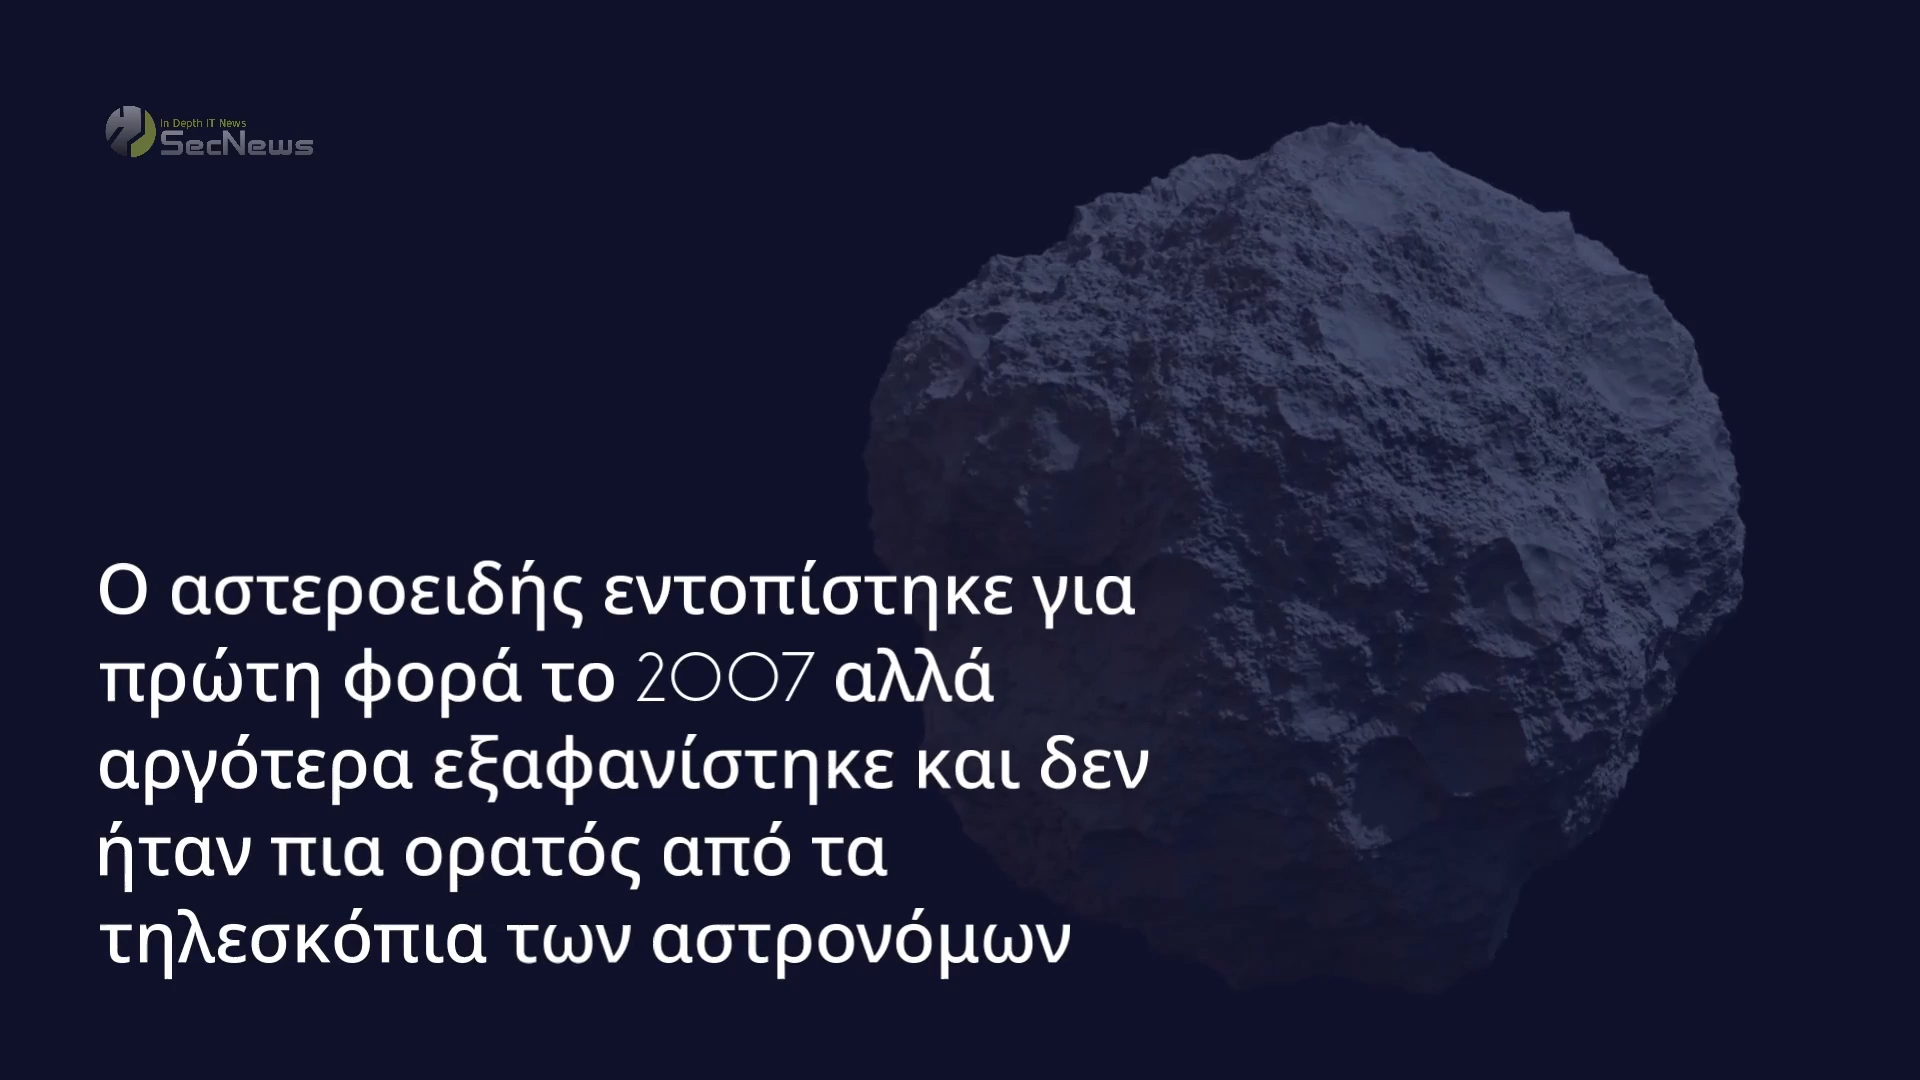 In Depth IT News
SecNews
Ο αστεροειδής εντοπίστηκε για
πρώτη φορά το 2007 αλλά
αργότερα εξαφανίστηκε και δεν
ήταν πια ορατός από τα
τηλεσκόπια των αστρονόμων